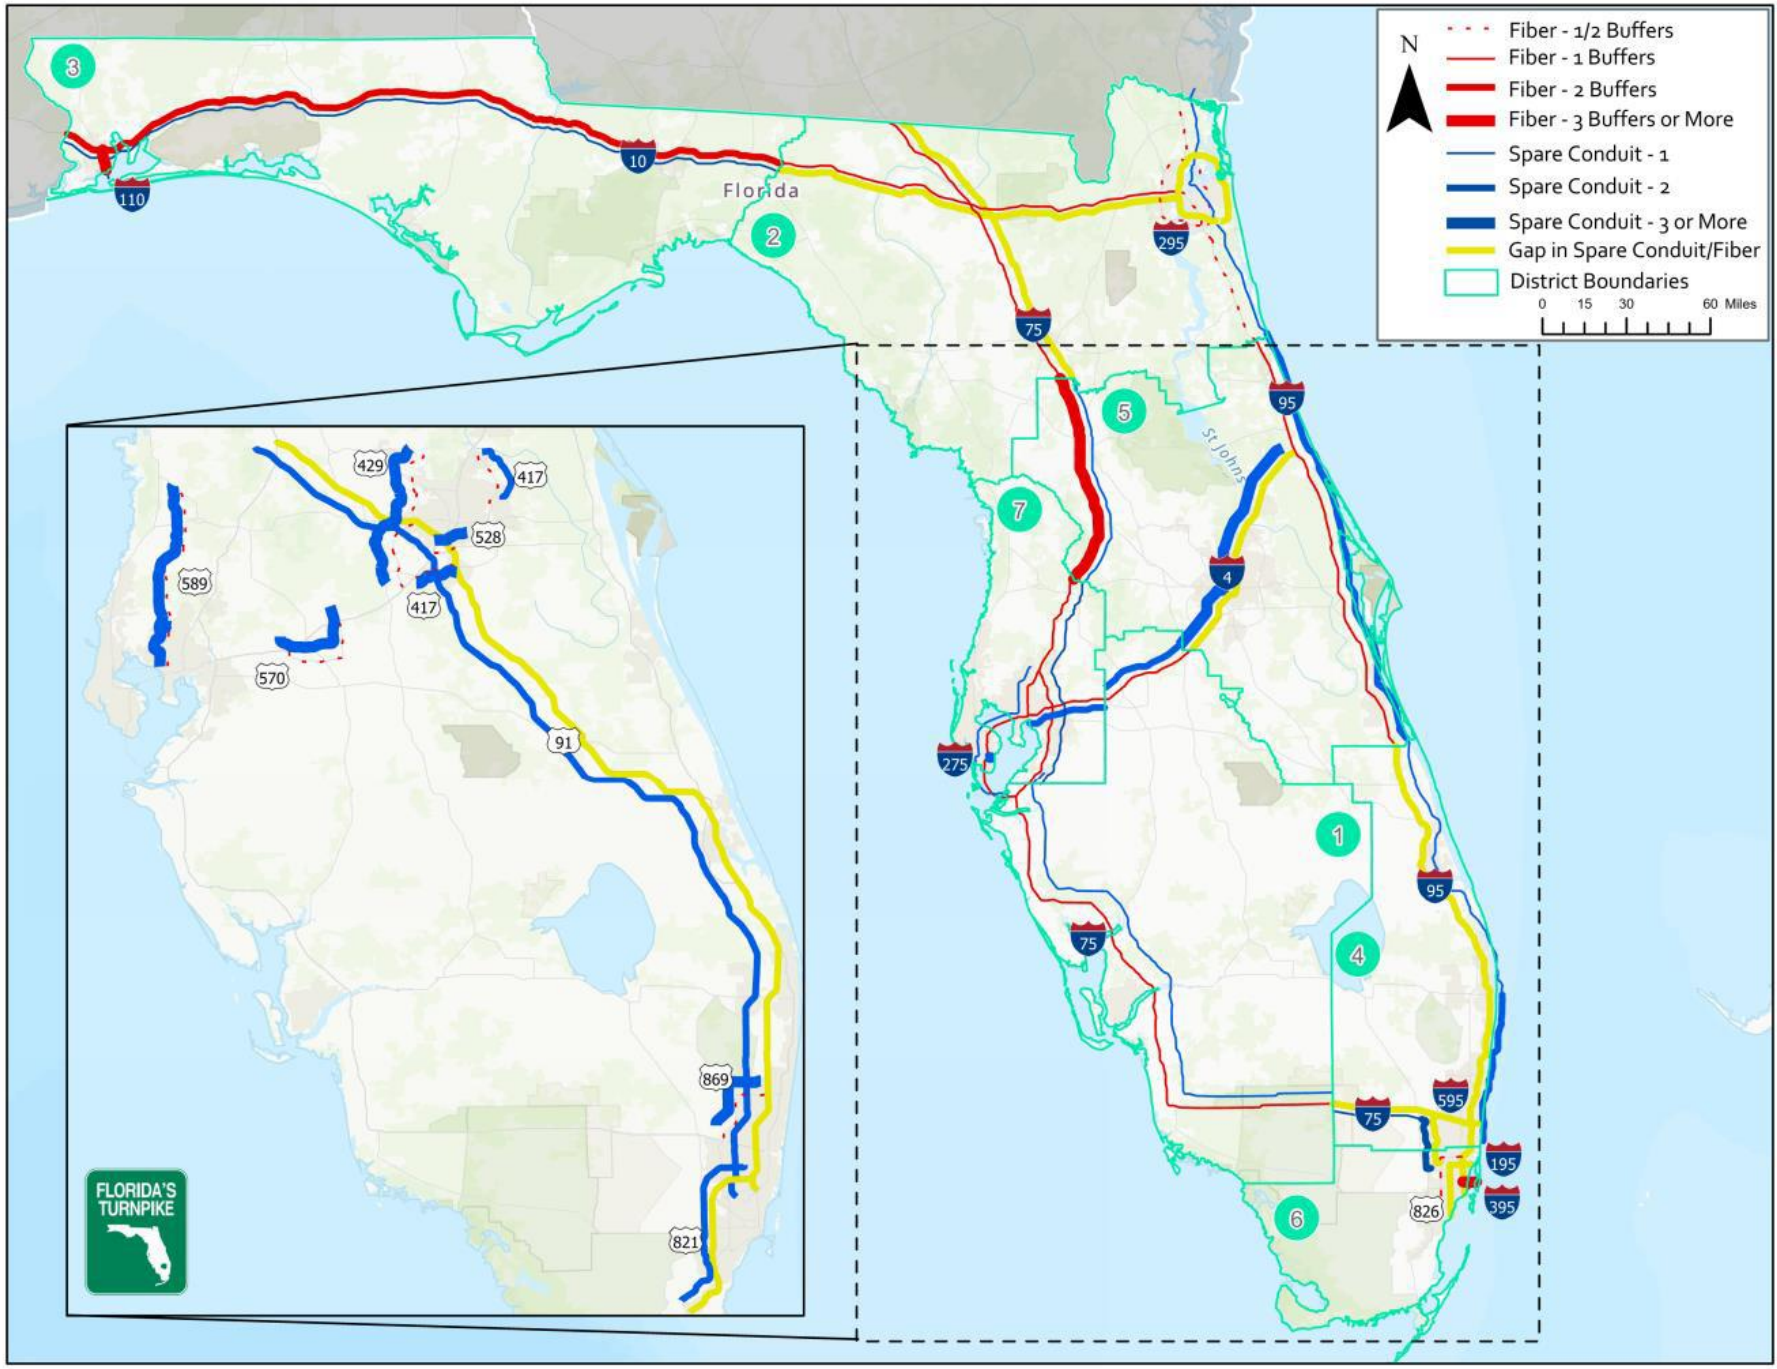 N
Fiber - 1/2 Buffers
Fiber - 1 Buffers
Fiber - 2 Buffers
Fiber - 3 Buffers or More
Spare Conduit - 1
Spare Conduit - 2
Spare Conduit - 3 or More
Gap in Spare Conduit/Fiber
District Boundaries
0 15 30 60 Miles
3
110
10
Florida
2
295
75
95
5
St Johns
7
4
275
1
95
75
4
595
75
195
395
826
6
429
417
528
589
417
570
91
869
821
FLORIDA'S
TURNPIKE